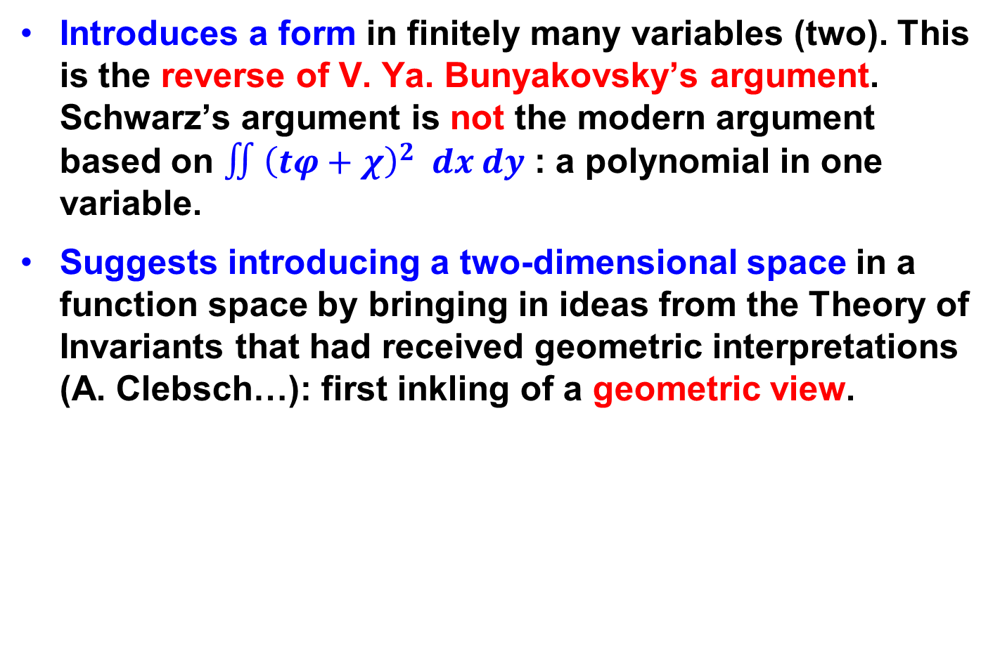 • Introduces a form in finitely many variables (two). This
is the reverse of V. Ya. Bunyakovsky’s argument.
Schwarz’s argument is not the modern argument
based on ∬ (tφ + χ)² dx dy : a polynomial in one
variable.
• Suggests introducing a two-dimensional space in a
function space by bringing in ideas from the Theory of
Invariants that had received geometric interpretations
(A. Clebsch…): first inkling of a geometric view.